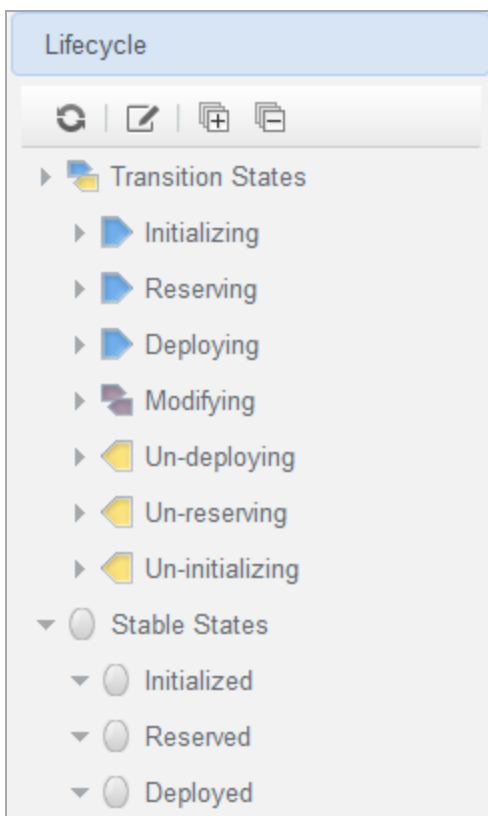 Lifecycle
Transition States
Initializing
Reserving
Deploying
Modifying
Un-deploying
Un-reserving
Un-initializing
Stable States
Initialized
Reserved
Deployed